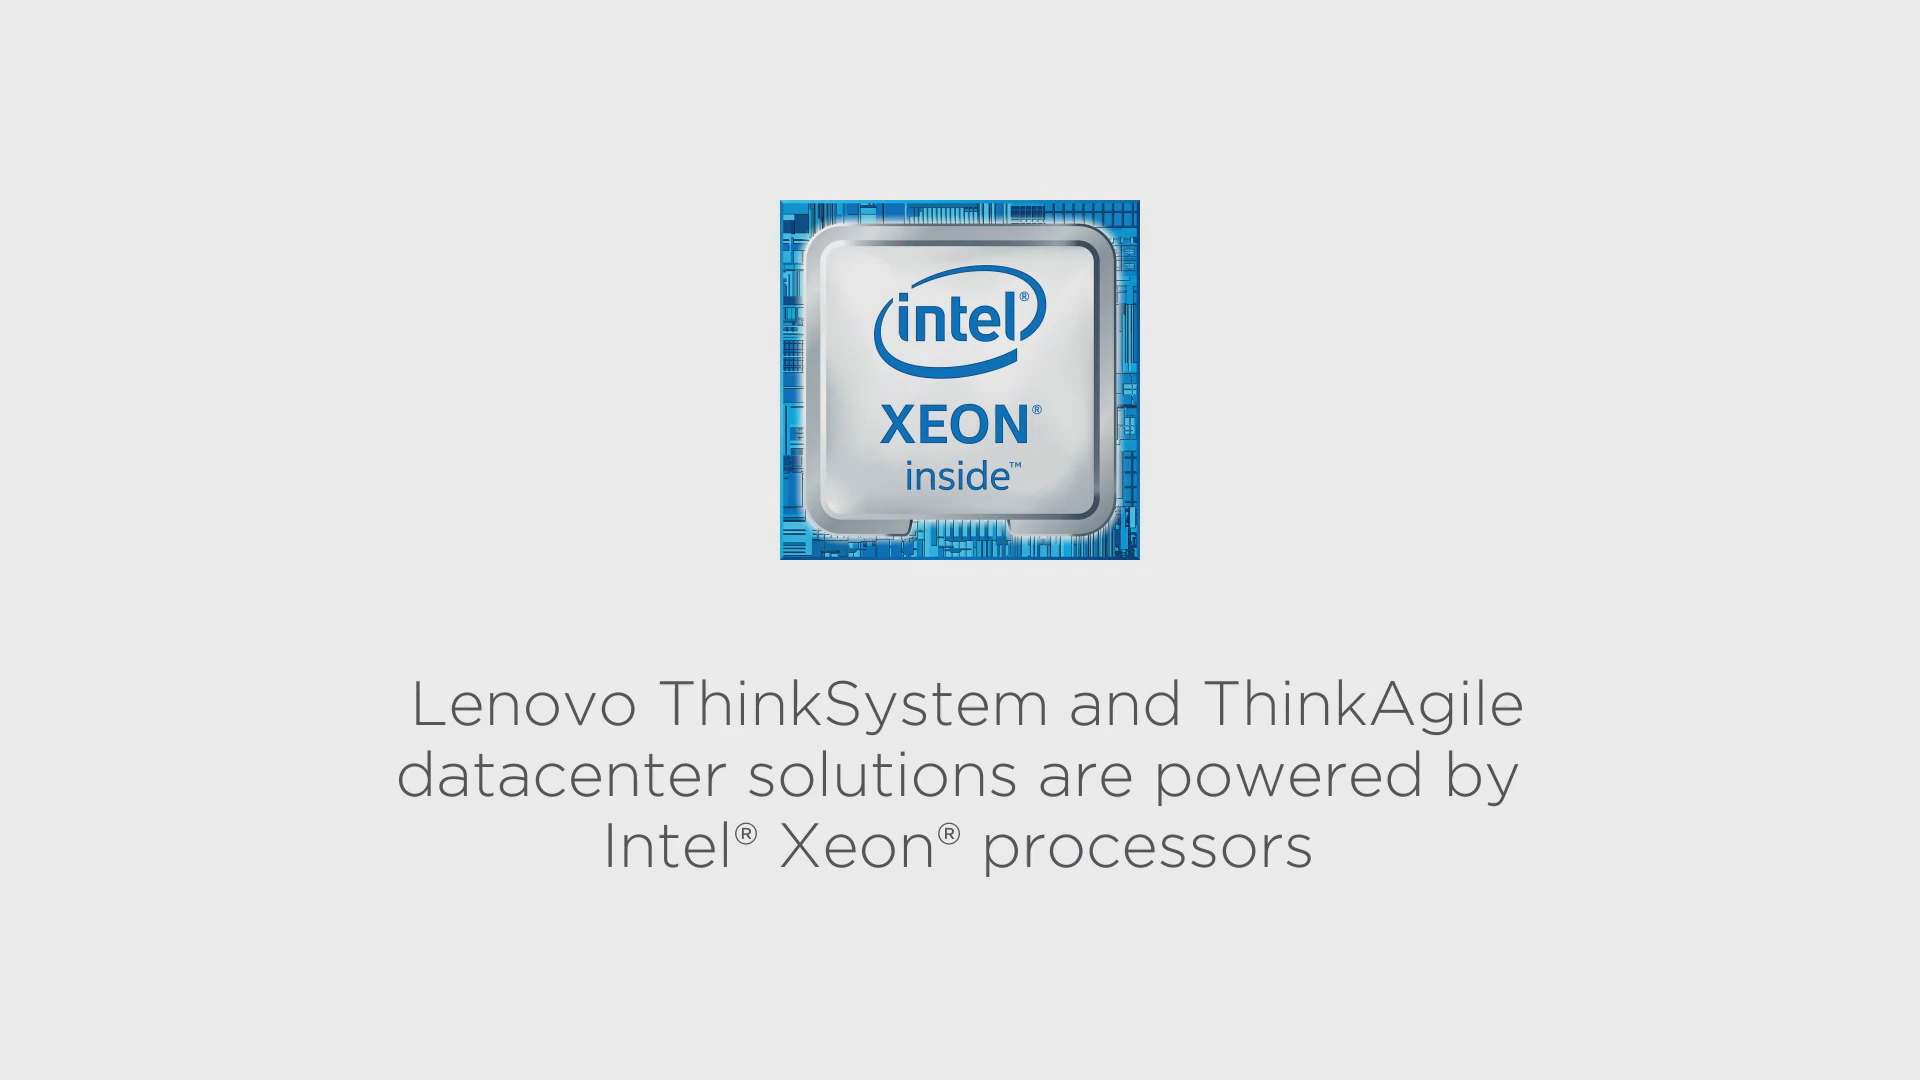 intel®
XEON®
inside™
Lenovo ThinkSystem and ThinkAgile
datacenter solutions are powered by
Intel® Xeon® processors